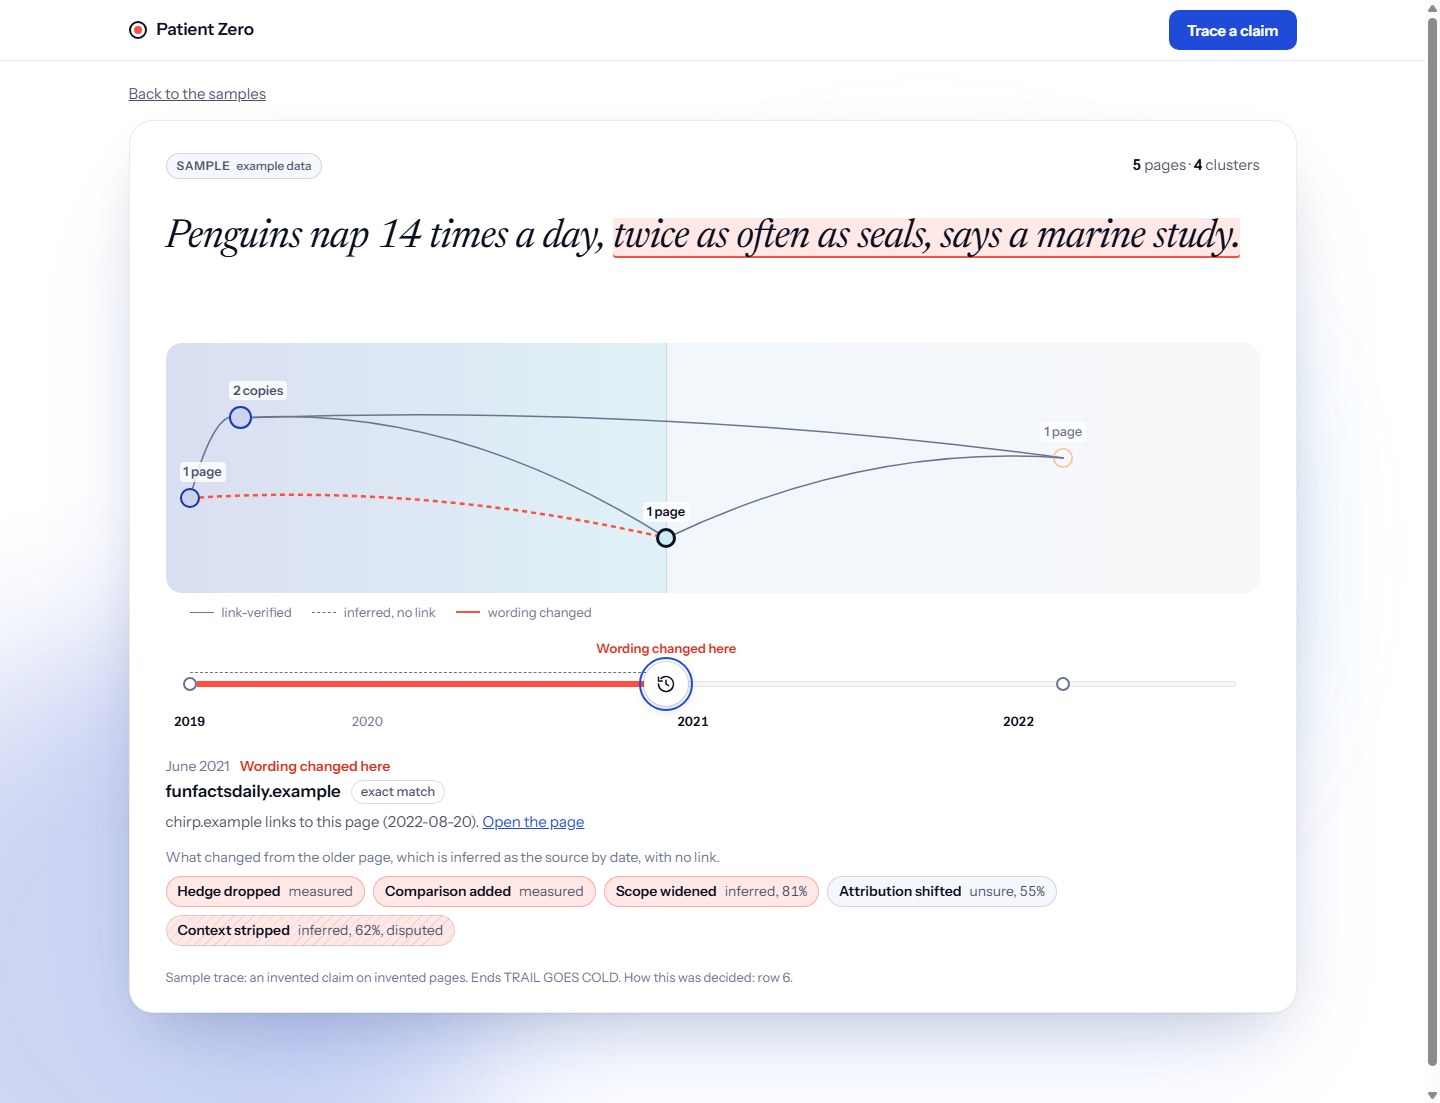 Patient Zero
Trace a claim
Back to the samples
SAMPLE example data
5 pages · 4 clusters
Penguins nap 14 times a day, twice as often as seals, says a marine study.
2 copies
1 page
1 page
1 page
link-verified
inferred, no link
wording changed
Wording changed here
2019
2020
2021
2022
June 2021 Wording changed here
funfactsdaily.example exact match
chirp.example links to this page (2022-08-20). Open the page
What changed from the older page, which is inferred as the source by date, with no link.
Hedge dropped measured
Comparison added measured
Scope widened inferred, 81%
Attribution shifted unsure, 55%
Context stripped inferred, 62%, disputed
Sample trace: an invented claim on invented pages. Ends TRAIL GOES COLD. How this was decided: row 6.